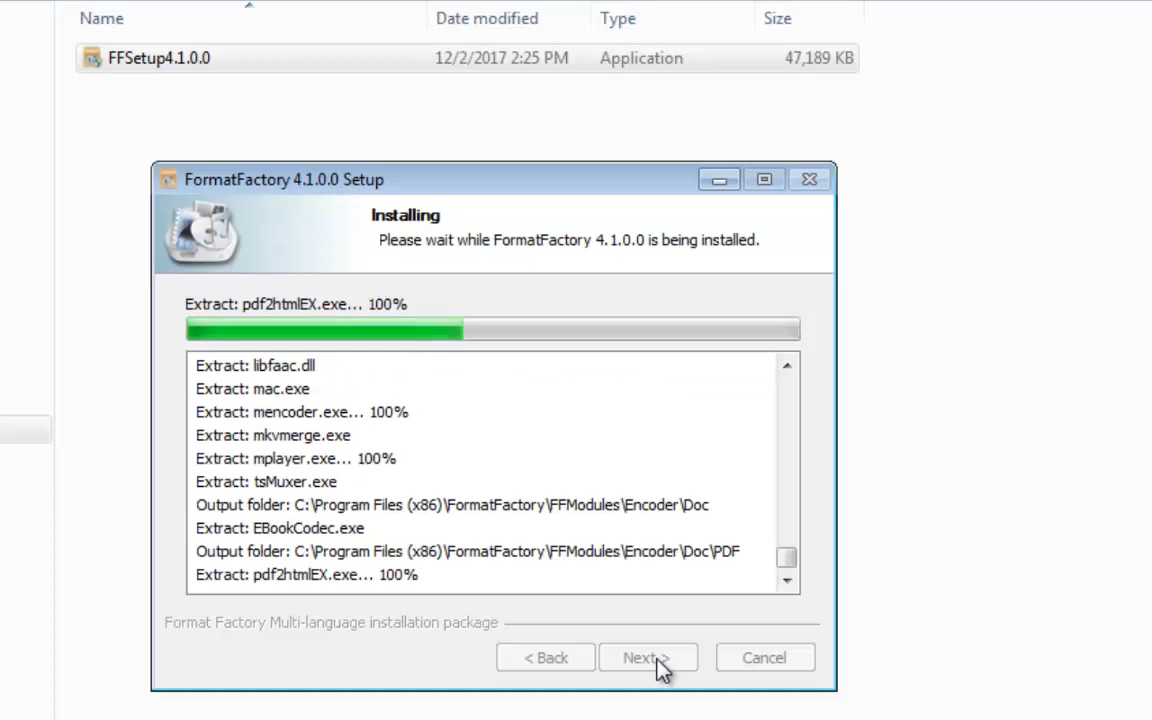 Name Date modified Type Size
FFSetup4.1.0.0 12/2/2017 2:25 PM Application 47,189 KB
FormatFactory 4.1.0.0 Setup
Installing
Please wait while FormatFactory 4.1.0.0 is being installed.
Extract: pdf2htmlEX.exe... 100%
Extract: libfaac.dll
Extract: mac.exe
Extract: mencoder.exe... 100%
Extract: mkvmerge.exe
Extract: mplayer.exe... 100%
Extract: tsMuxer.exe
Output folder: C:\Program Files (x86)\FormatFactory\FFModules\Encoder\Doc
Extract: EBookCodec.exe
Output folder: C:\Program Files (x86)\FormatFactory\FFModules\Encoder\Doc\PDF
Extract: pdf2htmlEX.exe... 100%
Format Factory Multi-language installation package
< Back Next > Cancel